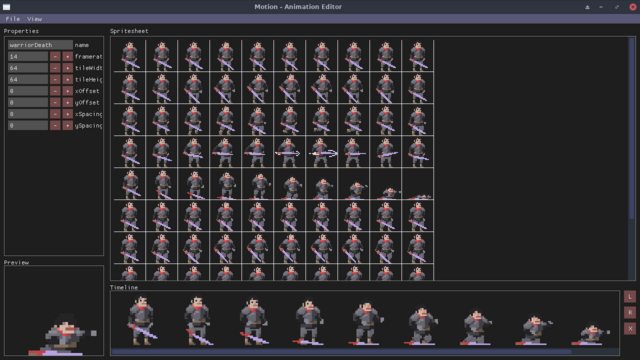 Motion - Animation Editor
File View
Properties
warriorDeath name
14 - + framerat
64 - + tileWidt
64 - + tileHeig
0 - + xOffset
0 - + yOffset
0 - + xSpacing
0 - + ySpacing
Spritesheet
Preview
Timeline
L
R
X